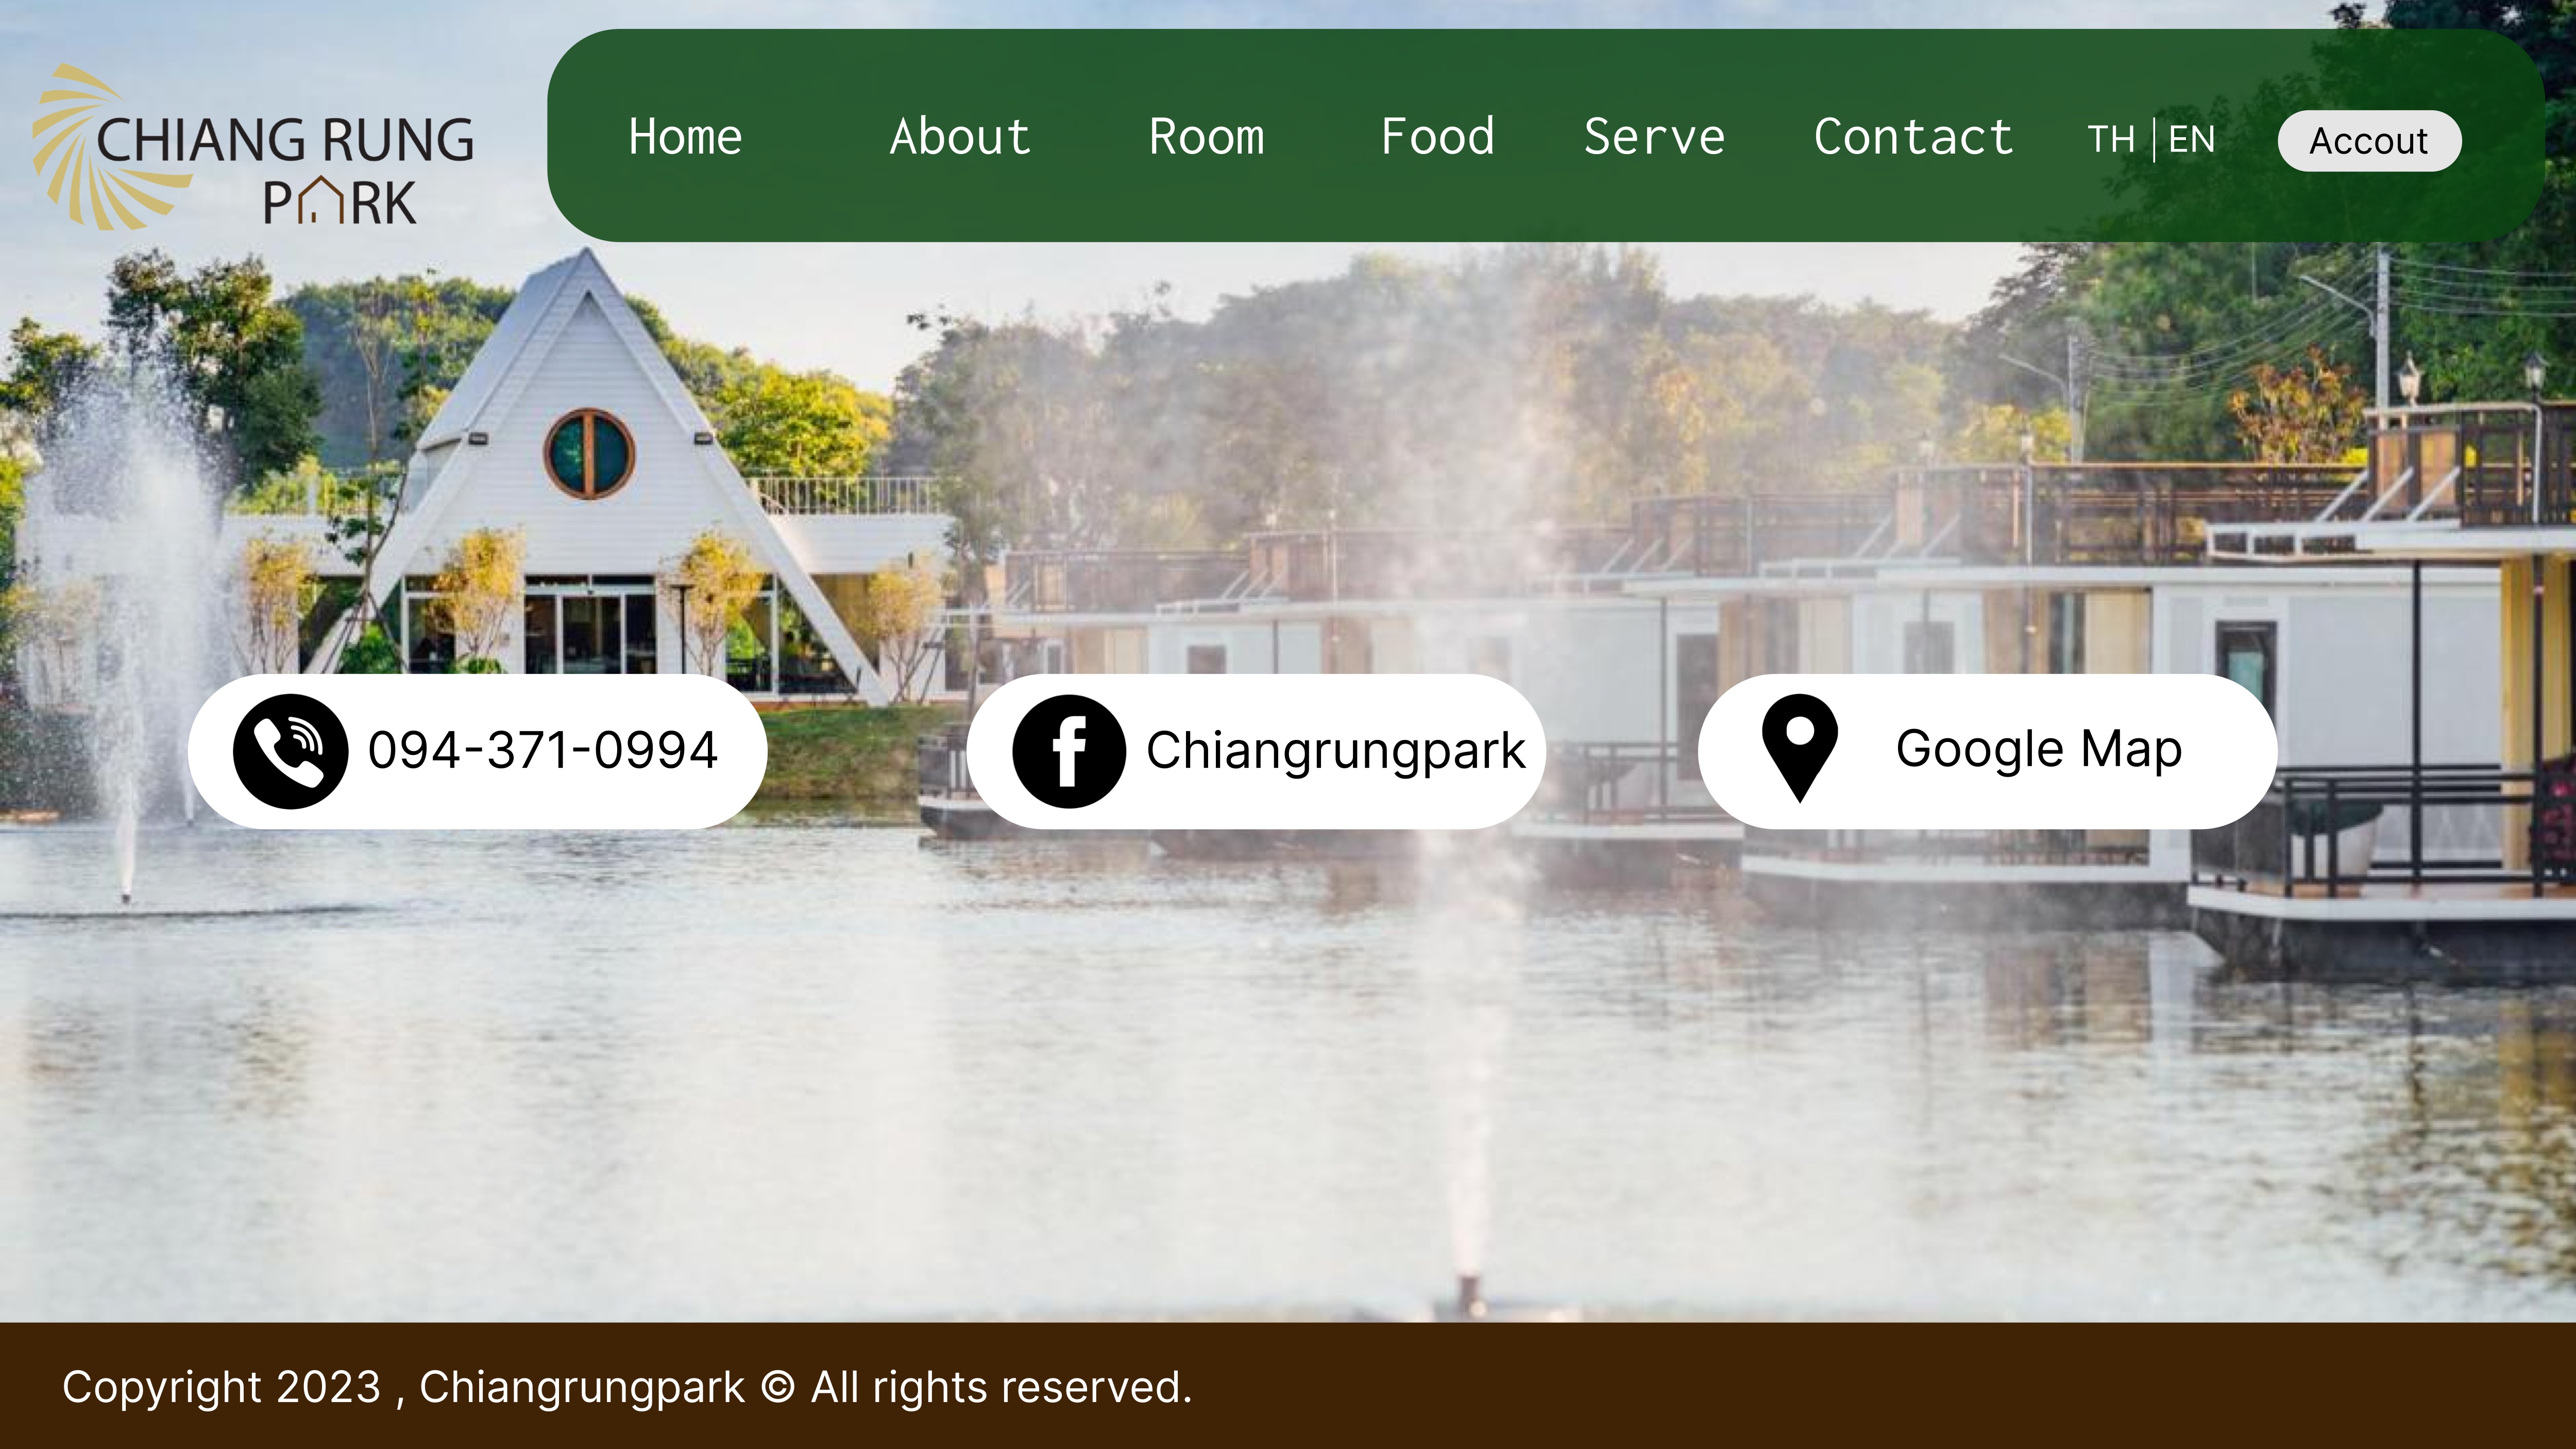 CHIANG RUNG
PARK
Home About Room Food Serve Contact TH | EN Accout
094-371-0994
Chiangrungpark
Google Map
Copyright 2023 , Chiangrungpark © All rights reserved.